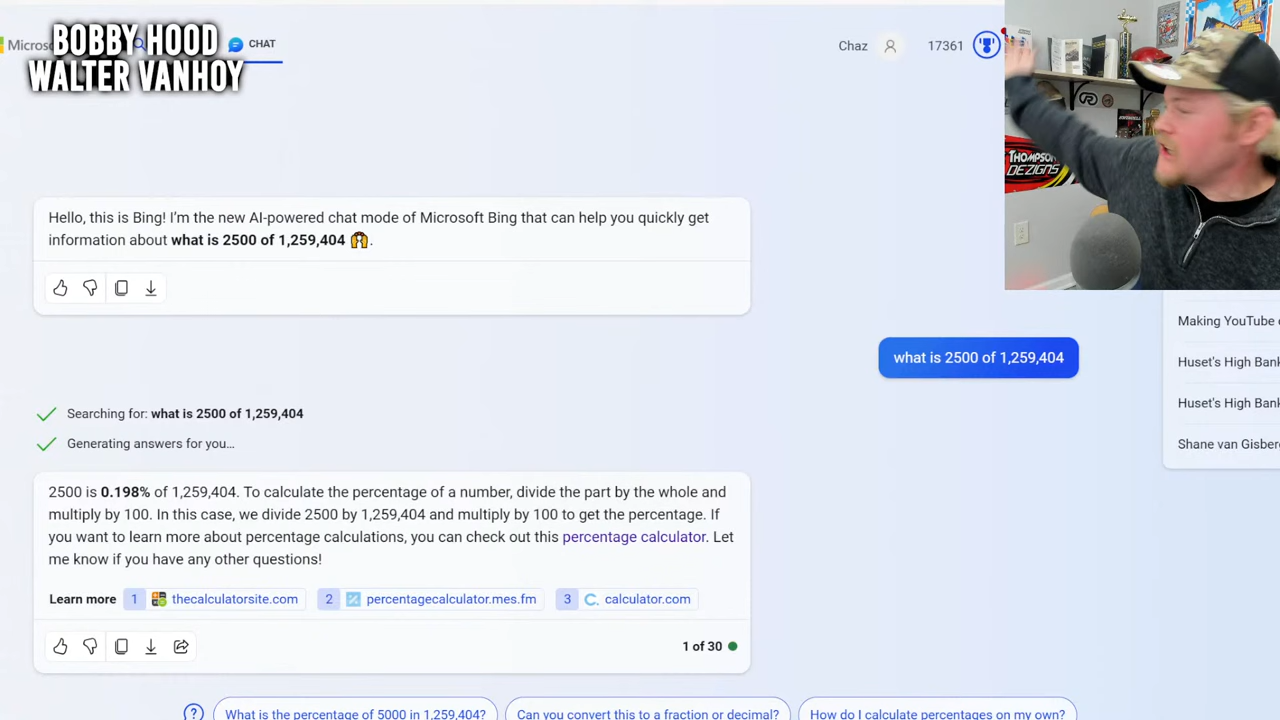 BOBBY HOOD
WALTER VANHOY
CHAT
Chaz
17361
Hello, this is Bing! I'm the new AI-powered chat mode of Microsoft Bing that can help you quickly get
information about what is 2500 of 1,259,404 🙌.
what is 2500 of 1,259,404
Searching for: what is 2500 of 1,259,404
Generating answers for you...
2500 is 0.198% of 1,259,404. To calculate the percentage of a number, divide the part by the whole and
multiply by 100. In this case, we divide 2500 by 1,259,404 and multiply by 100 to get the percentage. If
you want to learn more about percentage calculations, you can check out this percentage calculator. Let
me know if you have any other questions!
Learn more 1 thecalculatorsite.com 2 percentagecalculator.mes.fm 3 calculator.com
1 of 30
What is the percentage of 5000 in 1,259,404?
Can you convert this to a fraction or decimal?
How do I calculate percentages on my own?
THOMPSON
DEZIGNS
Making YouTube
Huset's High Bank
Huset's High Bank
Shane van Gisber